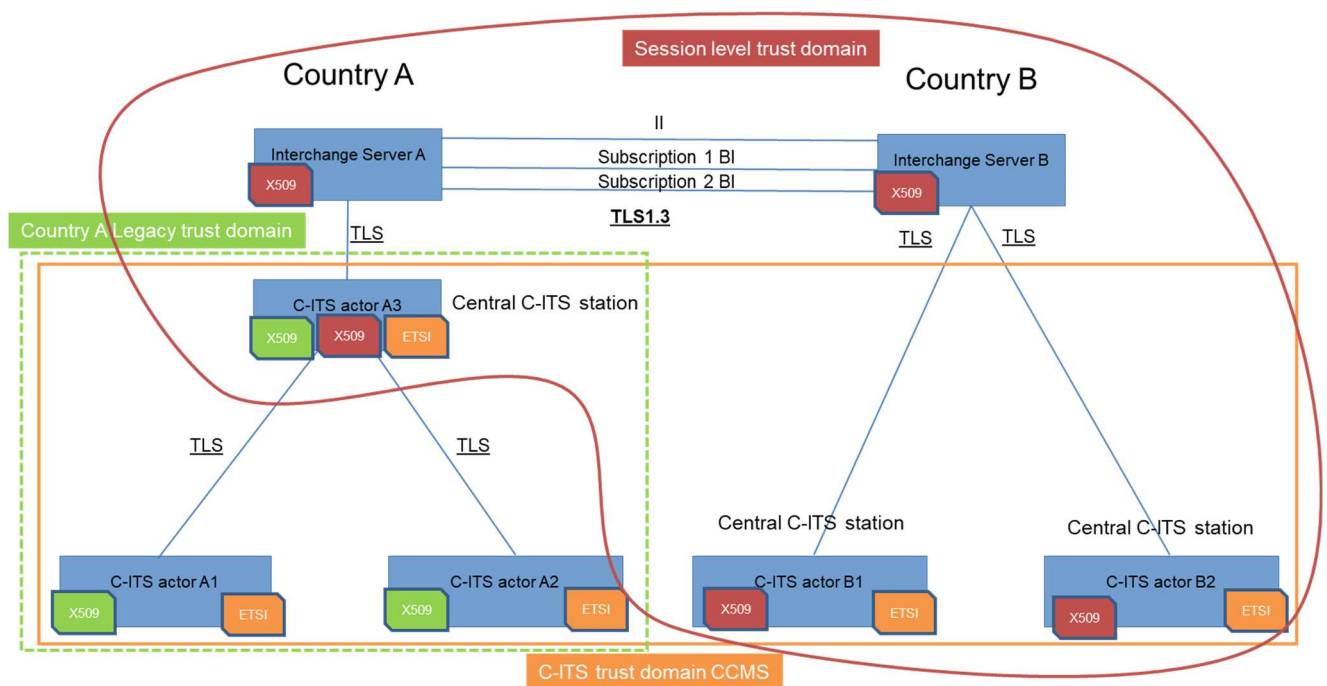 Session level trust domain
Country A
Country B
II
Interchange Server A
Subscription 1 BI
Interchange Server B
X509
Subscription 2 BI
X509
TLS1.3
Country A Legacy trust domain
TLS
TLS
TLS
C-ITS actor A3
Central C-ITS station
X509
X509
ETSI
TLS
TLS
Central C-ITS station
Central C-ITS station
C-ITS actor A1
C-ITS actor A2
C-ITS actor B1
C-ITS actor B2
X509
ETSI
X509
ETSI
X509
ETSI
X509
ETSI
C-ITS trust domain CCMS